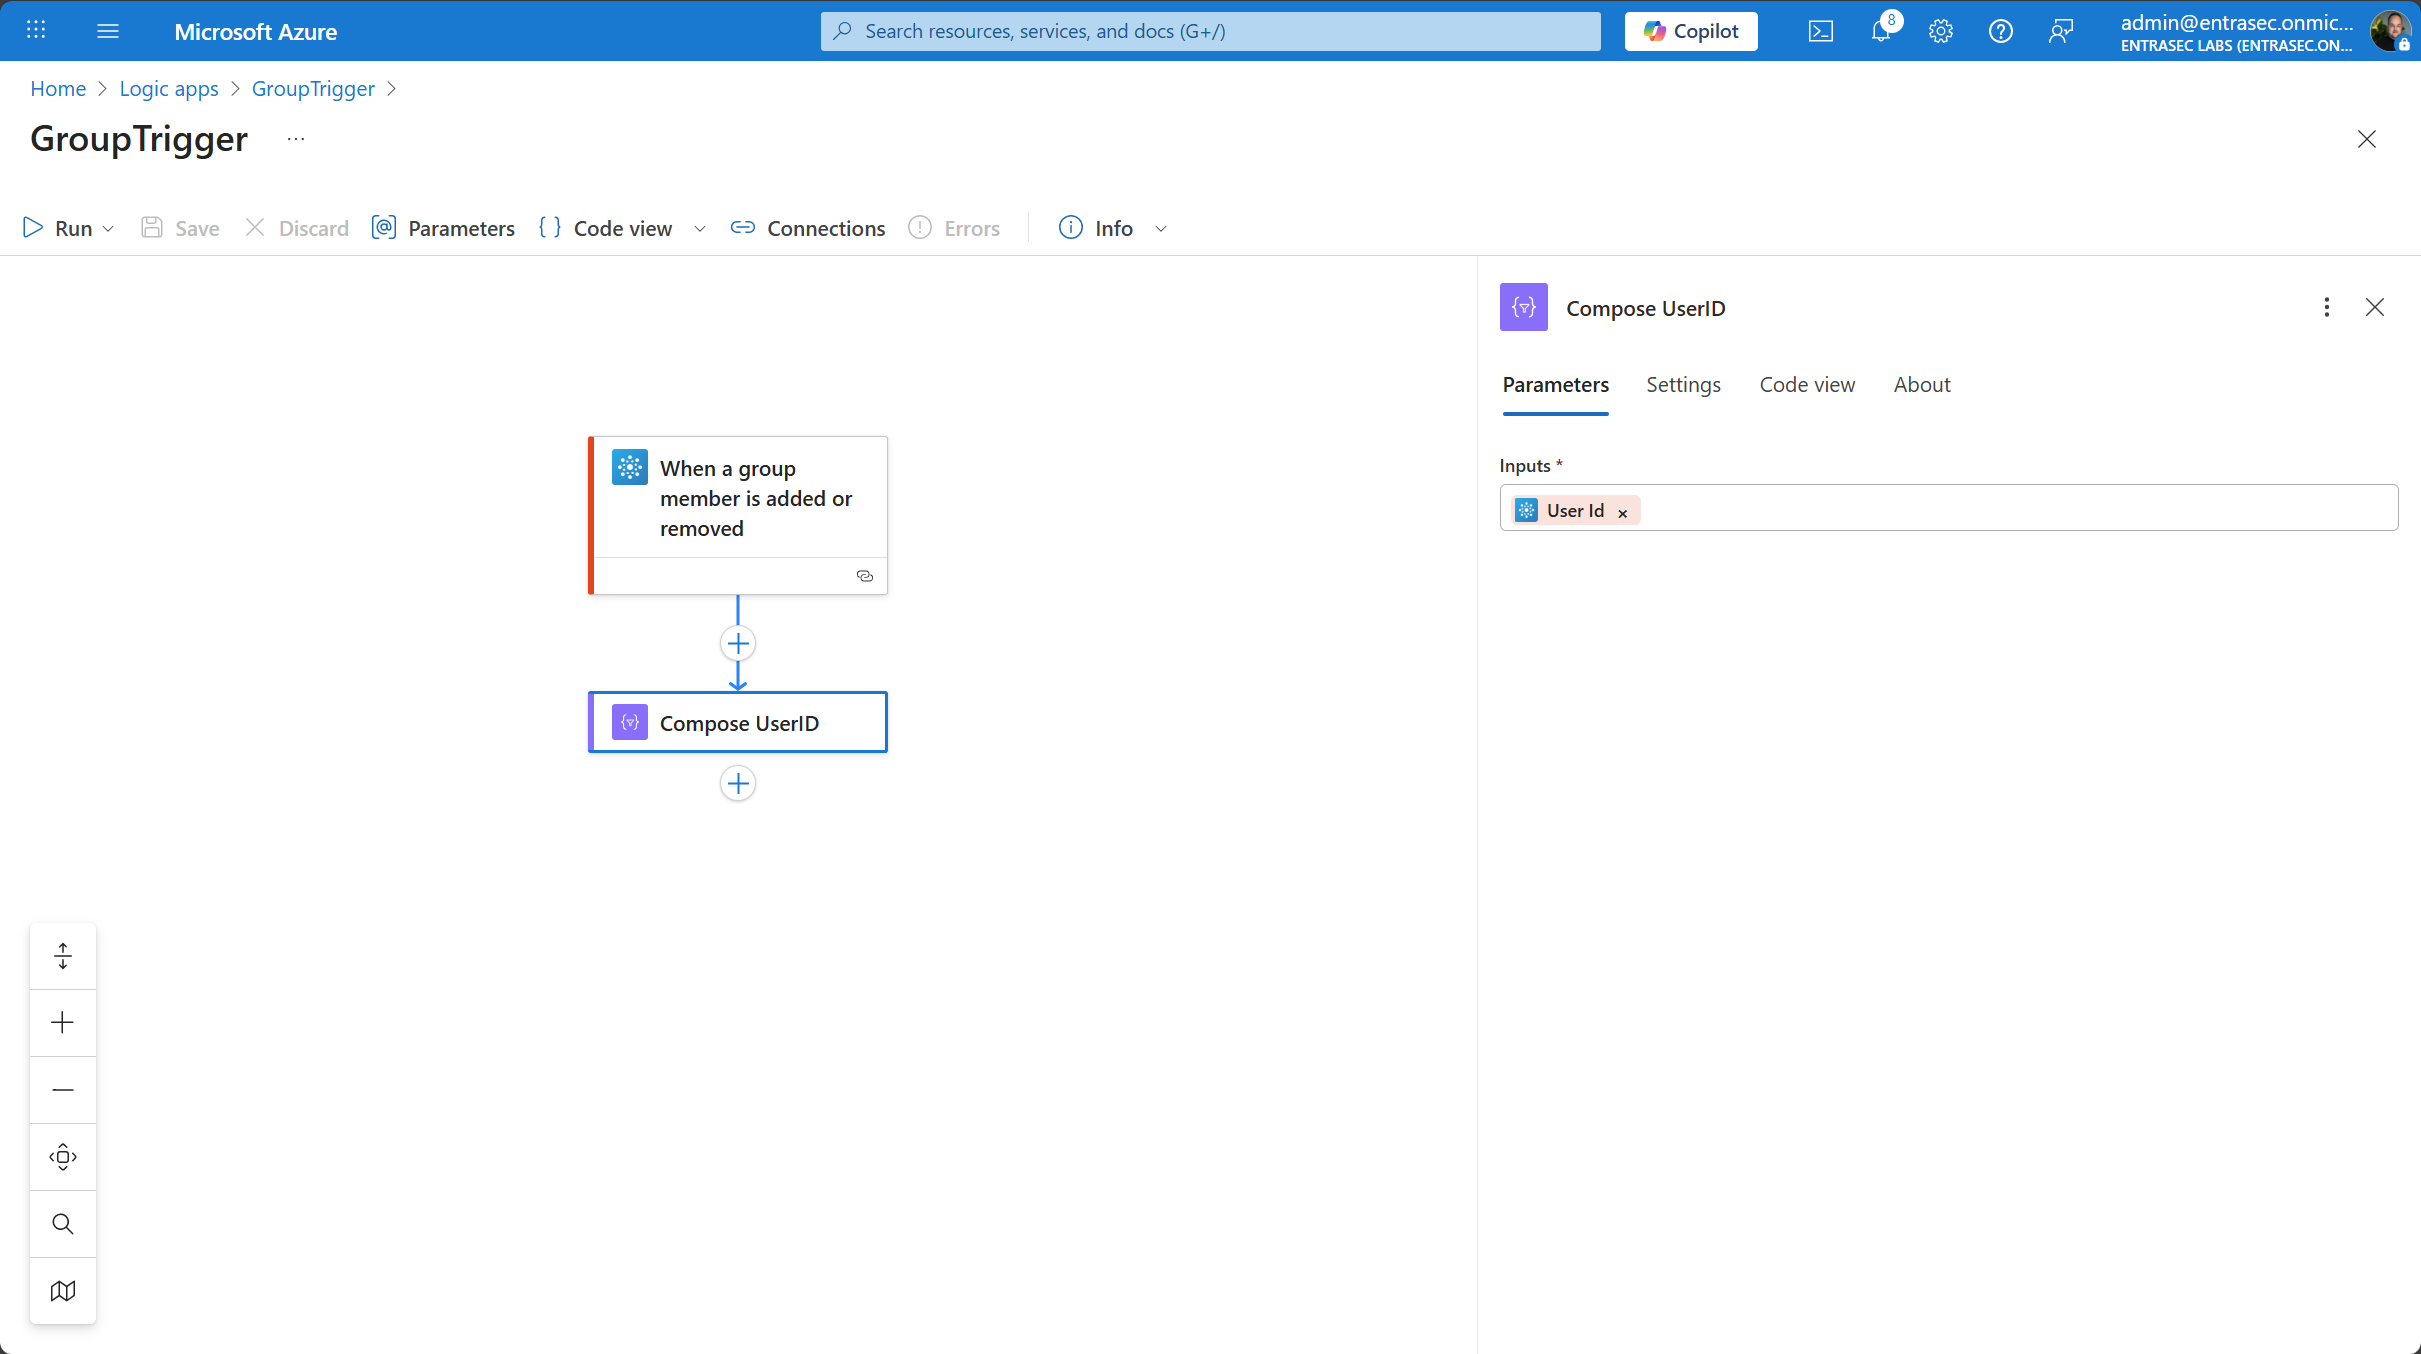 Microsoft Azure
Search resources, services, and docs (G+/)
Copilot
8
admin@entrasec.onmic...
ENTRASEC LABS (ENTRASEC.ON...
Home > Logic apps > GroupTrigger >
GroupTrigger ...
Run Save Discard Parameters Code view Connections Errors Info
Compose UserID
Parameters Settings Code view About
Inputs *
User Id ×
When a group
member is added or
removed
Compose UserID